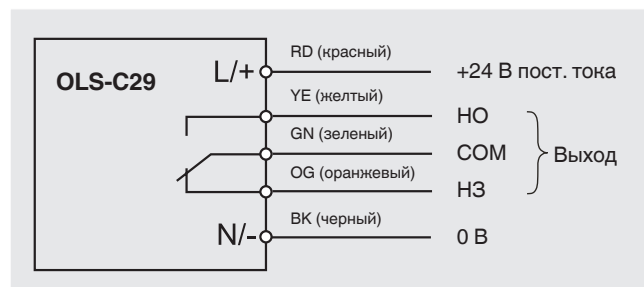 RD (красный)
OLS-C29
L/+
+24 В пост. тока
YE (желтый)
НО
GN (зеленый)
COM
Выход
OG (оранжевый)
НЗ
BK (черный)
N/-
0 В